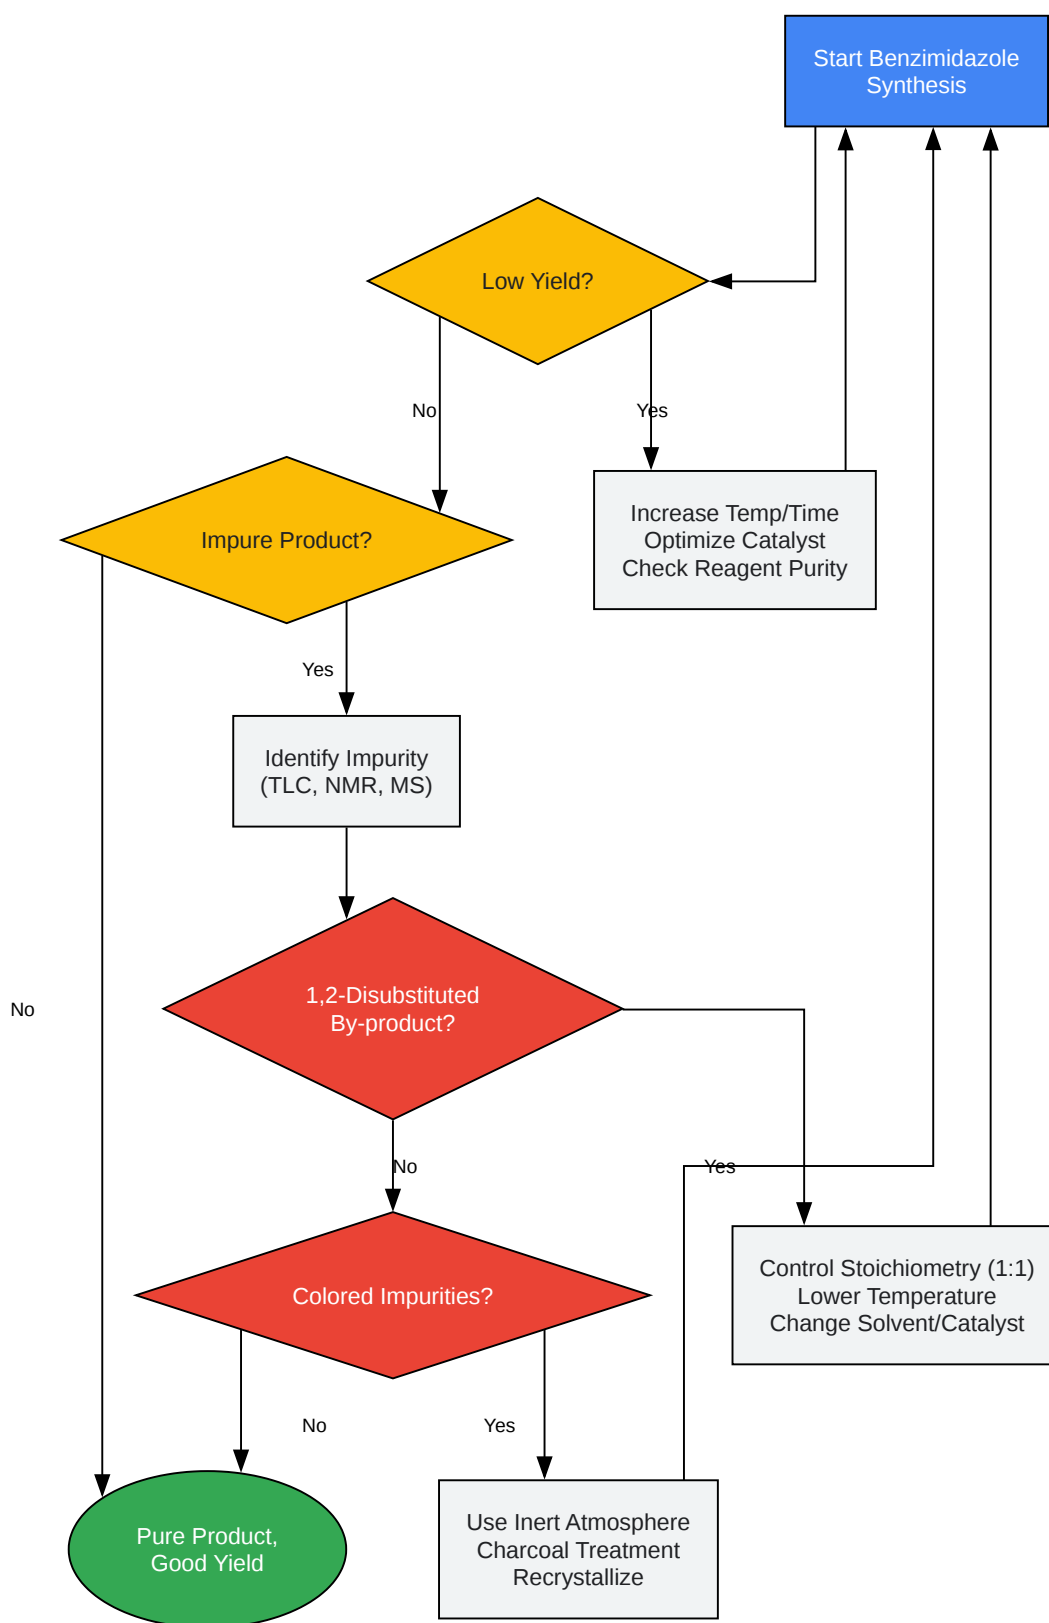 Start Benzimidazole
Synthesis
Low Yield?
No
Yes
Impure Product?
Increase Temp/Time
Optimize Catalyst
Check Reagent Purity
Yes
Identify Impurity
(TLC, NMR, MS)
No
1,2-Disubstituted
By-product?
No
Yes
Colored Impurities?
Control Stoichiometry (1:1)
Lower Temperature
Change Solvent/Catalyst
No
Yes
Pure Product,
Good Yield
Use Inert Atmosphere
Charcoal Treatment
Recrystallize